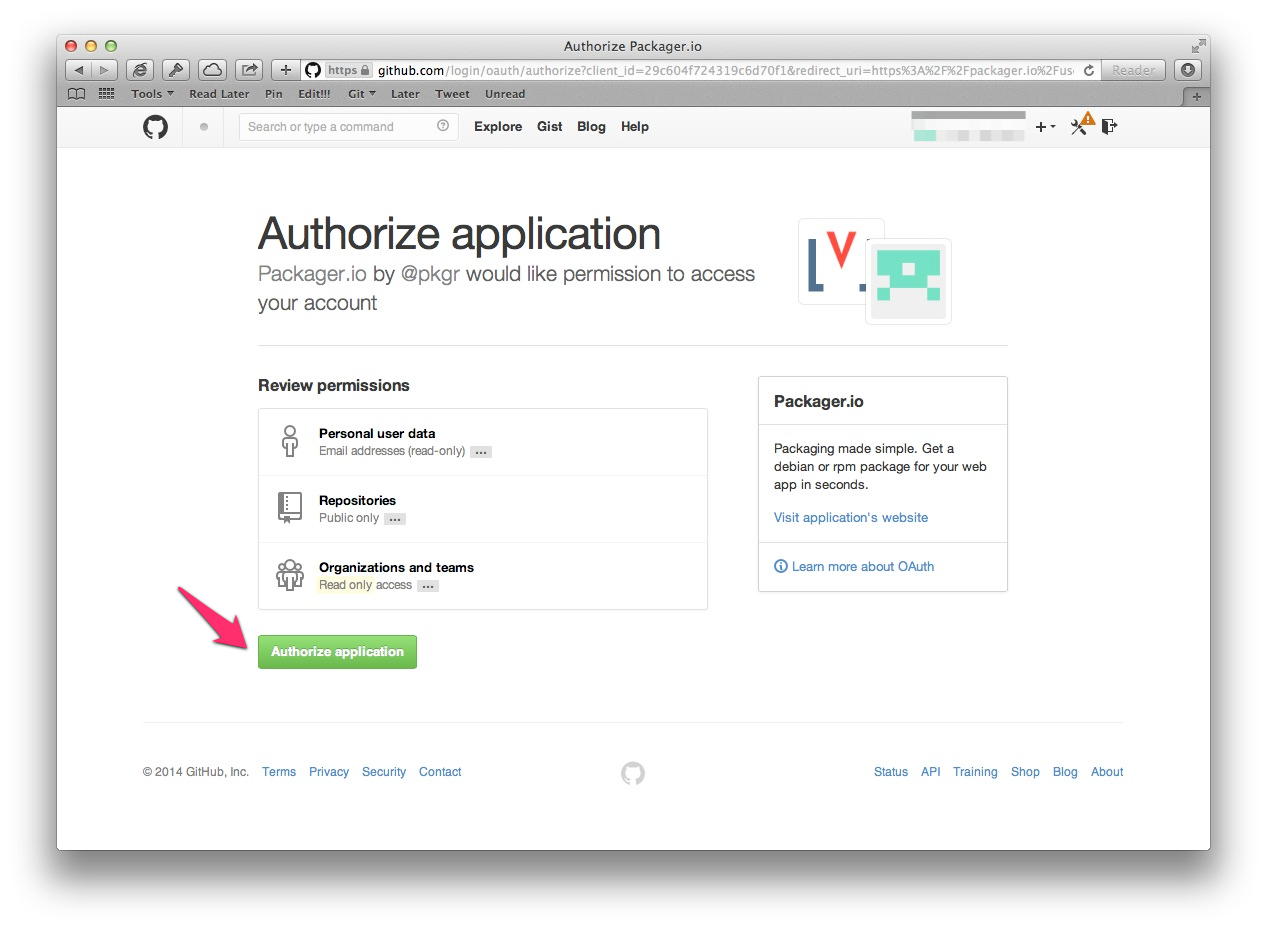 Authorize Packager.io
https github.com/login/oauth/authorize?client_id=29c604f724319c6d70f1&redirect_uri=https%3A%2F%2Fpackager.io%2Fus Reader
Tools Read Later Pin Edit!!! Git Later Tweet Unread
Search or type a command Explore Gist Blog Help
Authorize application
Packager.io by @pkgr would like permission to access
your account
Review permissions
Personal user data
Email addresses (read-only) ...
Repositories
Public only ...
Organizations and teams
Read only access ...
Authorize application
Packager.io
Packaging made simple. Get a
debian or rpm package for your web
app in seconds.
Visit application's website
Learn more about OAuth
© 2014 GitHub, Inc. Terms Privacy Security Contact
Status API Training Shop Blog About